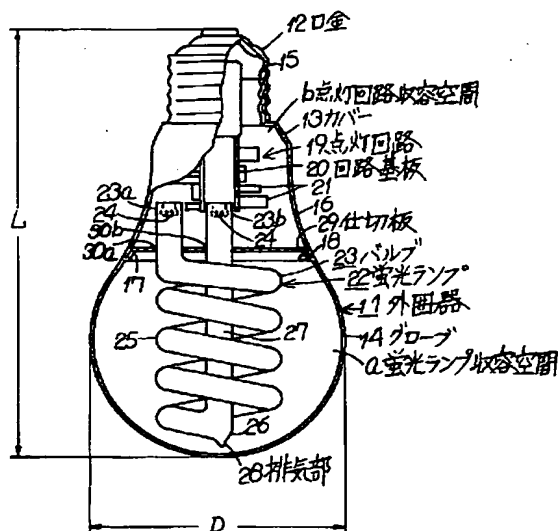 12口金
15
b点灯回路収容空間
13カバー
19点灯回路
20回路基板
21
23a
24
23b
24
16
29仕切板
30b
30a
18
17
23バルブ
22蛍光ランプ
11外囲器
25
27
14グローブ
a蛍光ランプ収容空間
26
28排気部
L
D